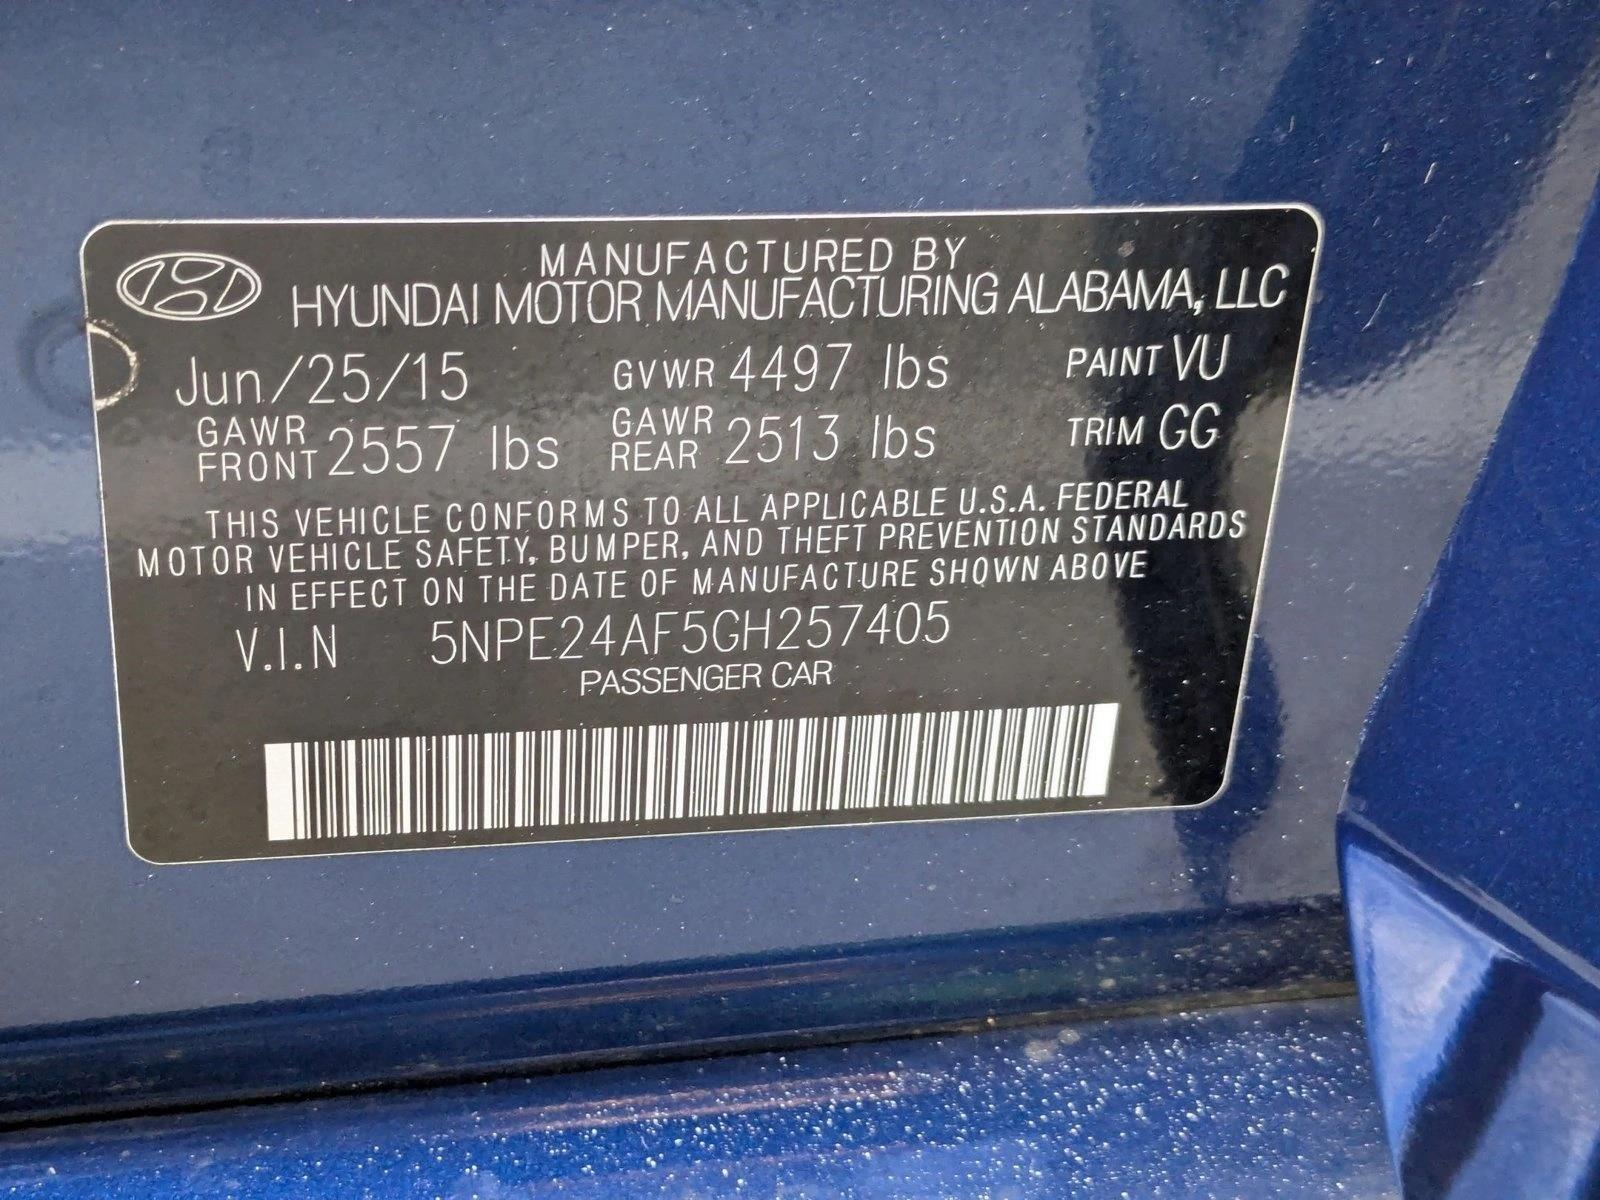 MANUFACTURED BY
HYUNDAI MOTOR MANUFACTURING ALABAMA, LLC
Jun/25/15 GVWR 4497 lbs PAINT VU
GAWR FRONT 2557 lbs GAWR REAR 2513 lbs TRIM GG
THIS VEHICLE CONFORMS TO ALL APPLICABLE U.S.A. FEDERAL
MOTOR VEHICLE SAFETY, BUMPER, AND THEFT PREVENTION STANDARDS
IN EFFECT ON THE DATE OF MANUFACTURE SHOWN ABOVE
V.I.N 5NPE24AF5GH257405
PASSENGER CAR